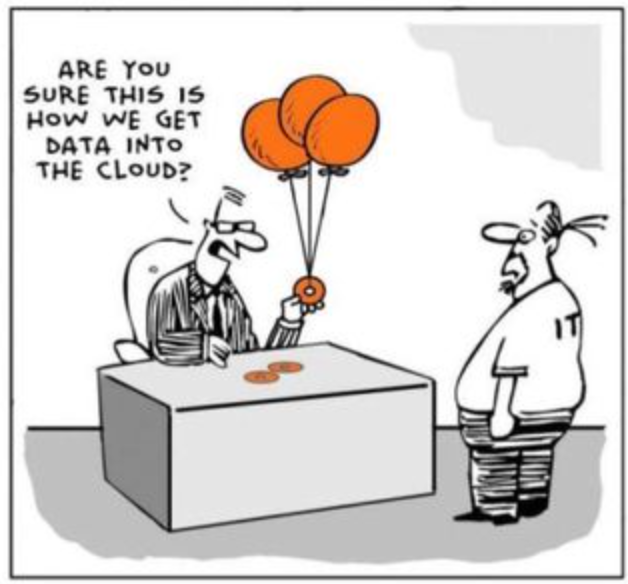 ARE YOU
SURE THIS IS
HOW WE GET
DATA INTO
THE CLOUD?
IT